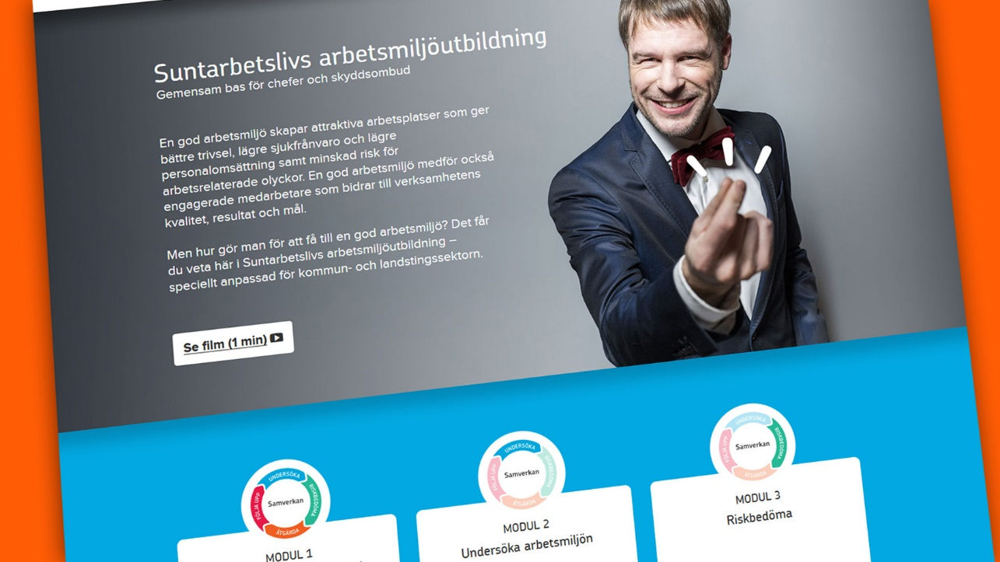 Suntarbetslivs arbetsmiljöutbildning
Gemensam bas för chefer och skyddsombud
En god arbetsmiljö skapar attraktiva arbetsplatser som ger
bättre trivsel, lägre sjukfrånvaro och lägre
personalomsättning samt minskad risk för
arbetsrelaterade olyckor. En god arbetsmiljö medför också
engagerade medarbetare som bidrar till verksamhetens
kvalitet, resultat och mål.
Men hur gör man för att få till en god arbetsmiljö? Det får
du veta här i Suntarbetslivs arbetsmiljöutbildning –
speciellt anpassad för kommun- och landstingssektorn.
Se film (1 min)
UNDERSÖKA
RISKBEDÖMA
ÅTGÄRDA
FÖLJA UPP
Samverkan
MODUL 1
UNDERSÖKA
RISKBEDÖMA
ÅTGÄRDA
FÖLJA UPP
Samverkan
MODUL 2
Undersöka arbetsmiljön
UNDERSÖKA
RISKBEDÖMA
ÅTGÄRDA
FÖLJA UPP
Samverkan
MODUL 3
Riskbedöma